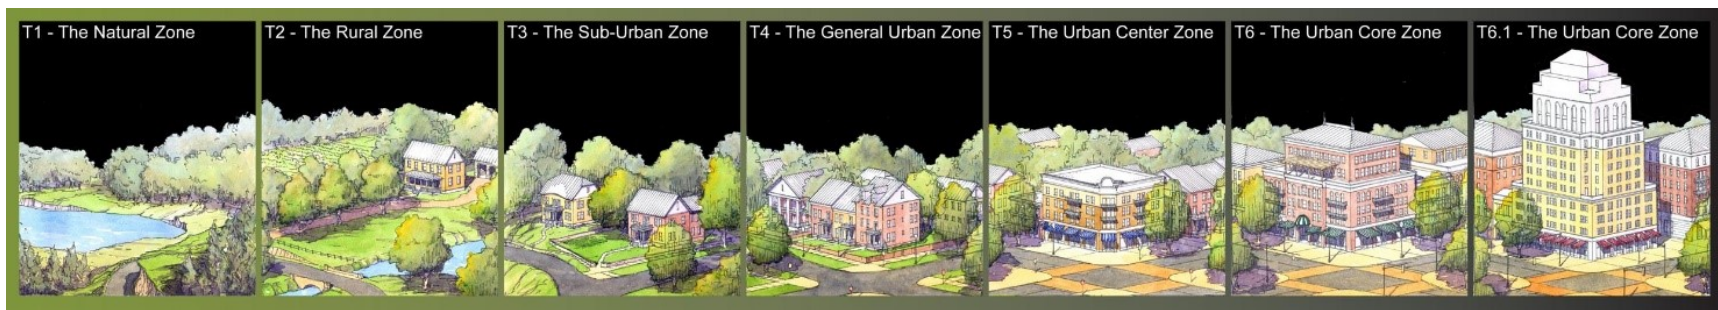 T1 - The Natural Zone
T2 - The Rural Zone
T3 - The Sub-Urban Zone
T4 - The General Urban Zone
T5 - The Urban Center Zone
T6 - The Urban Core Zone
T6.1 - The Urban Core Zone